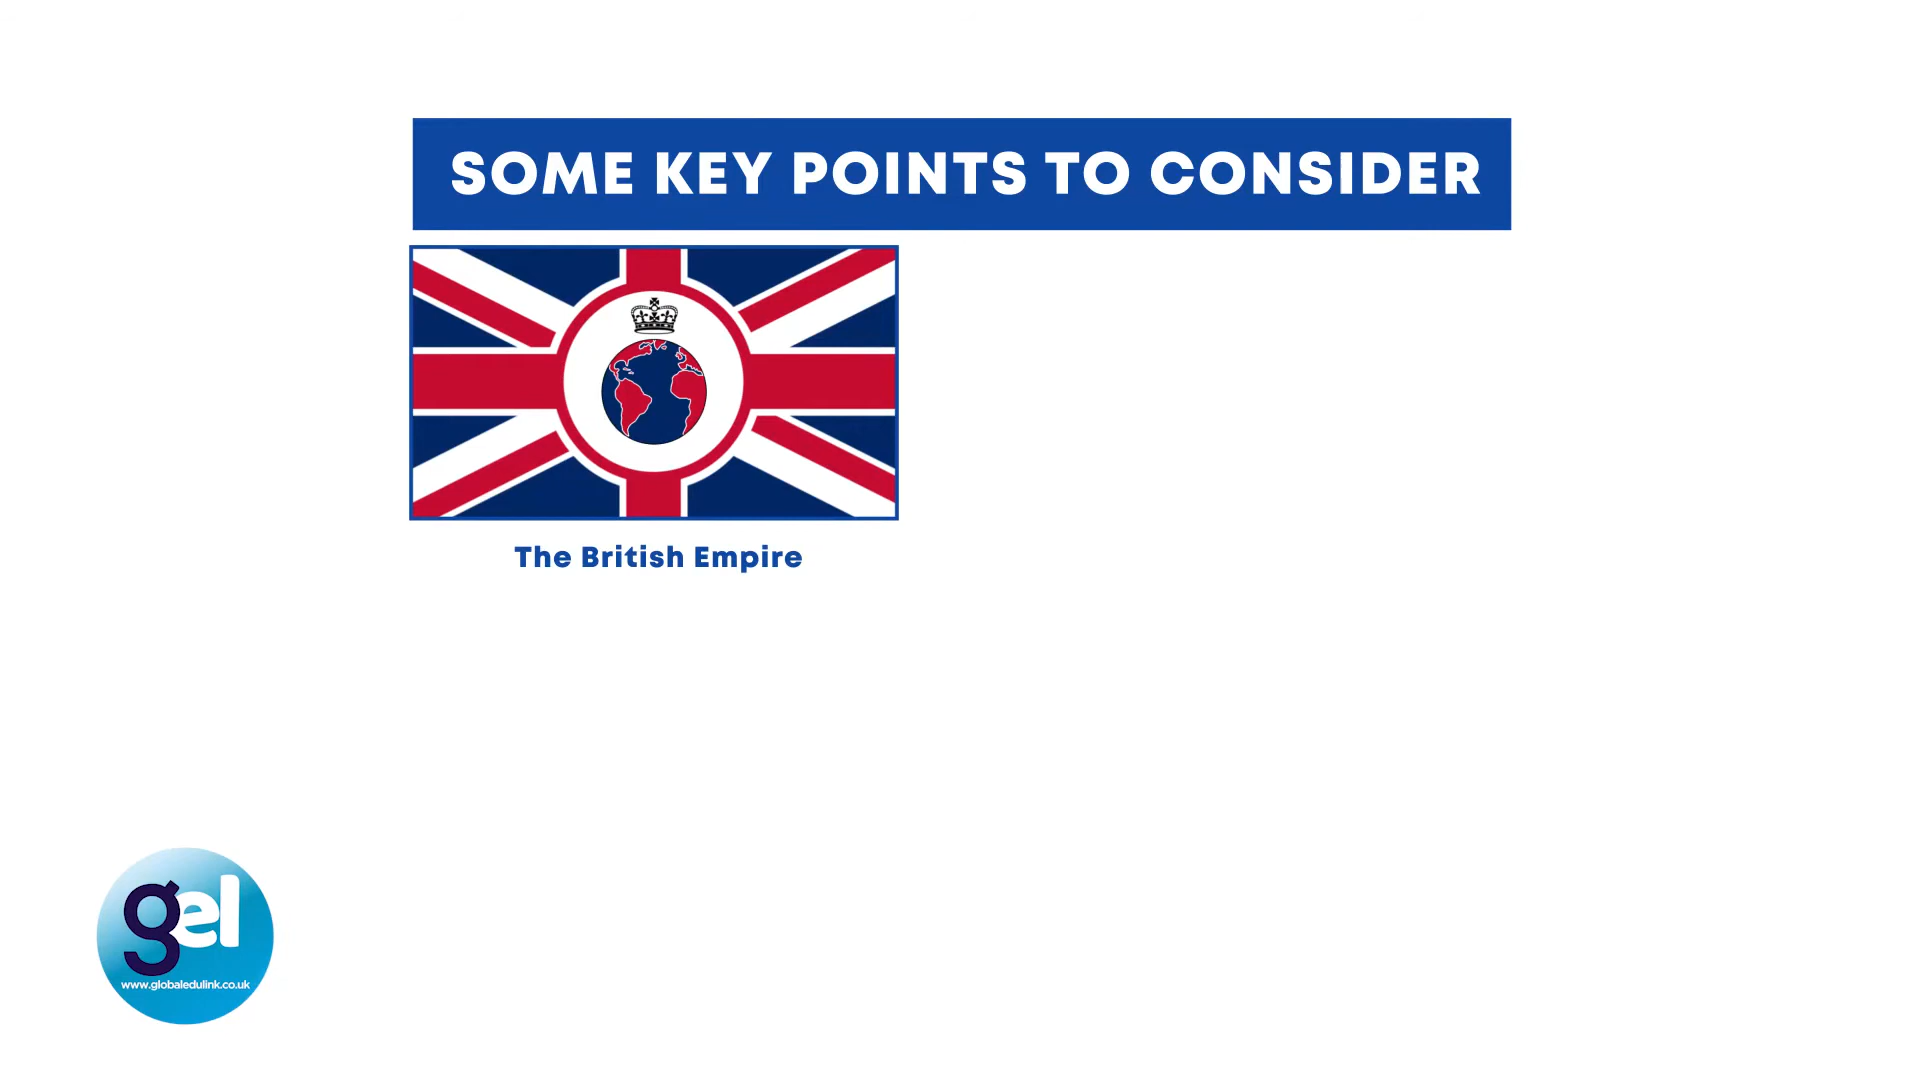 SOME KEY POINTS TO CONSIDER
The British Empire
gel
www.globaledulink.co.uk